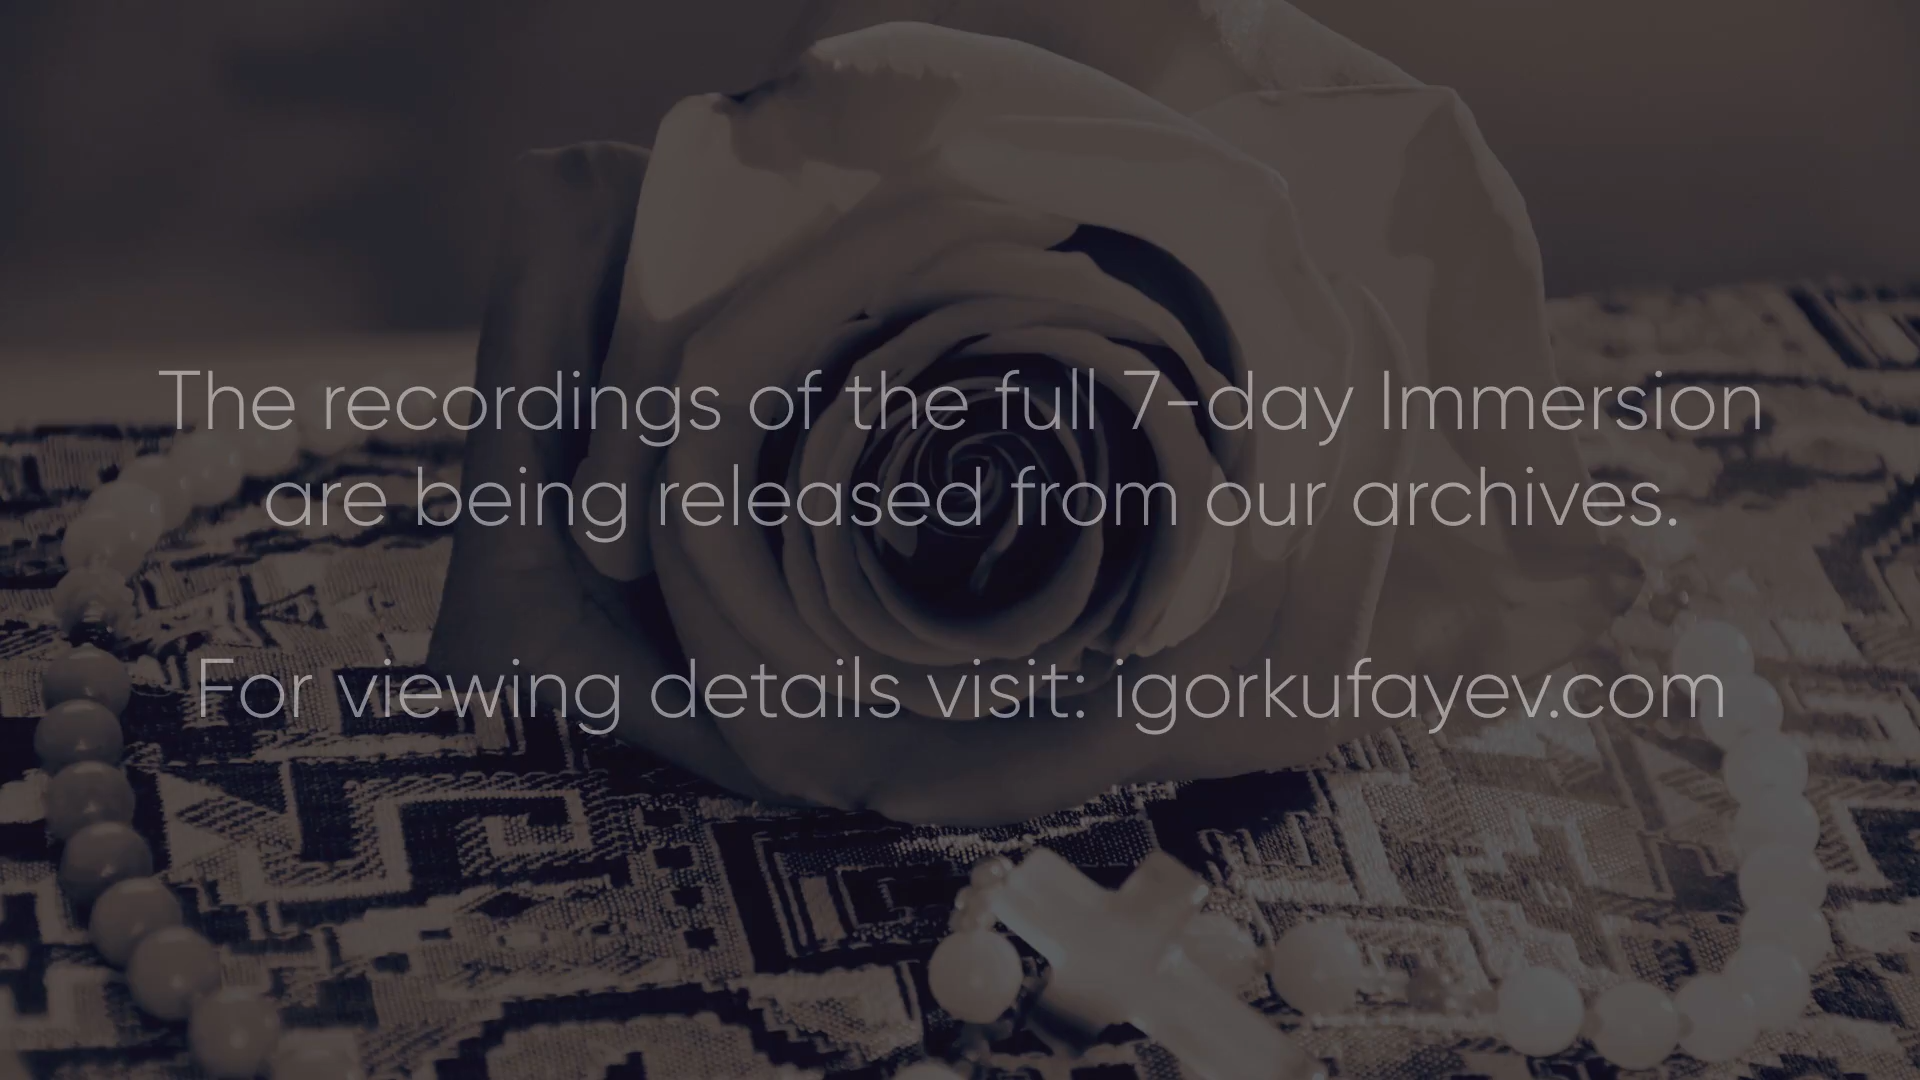 The recordings of the full 7-day Immersion
are being released from our archives.
For viewing details visit: igorkufayev.com